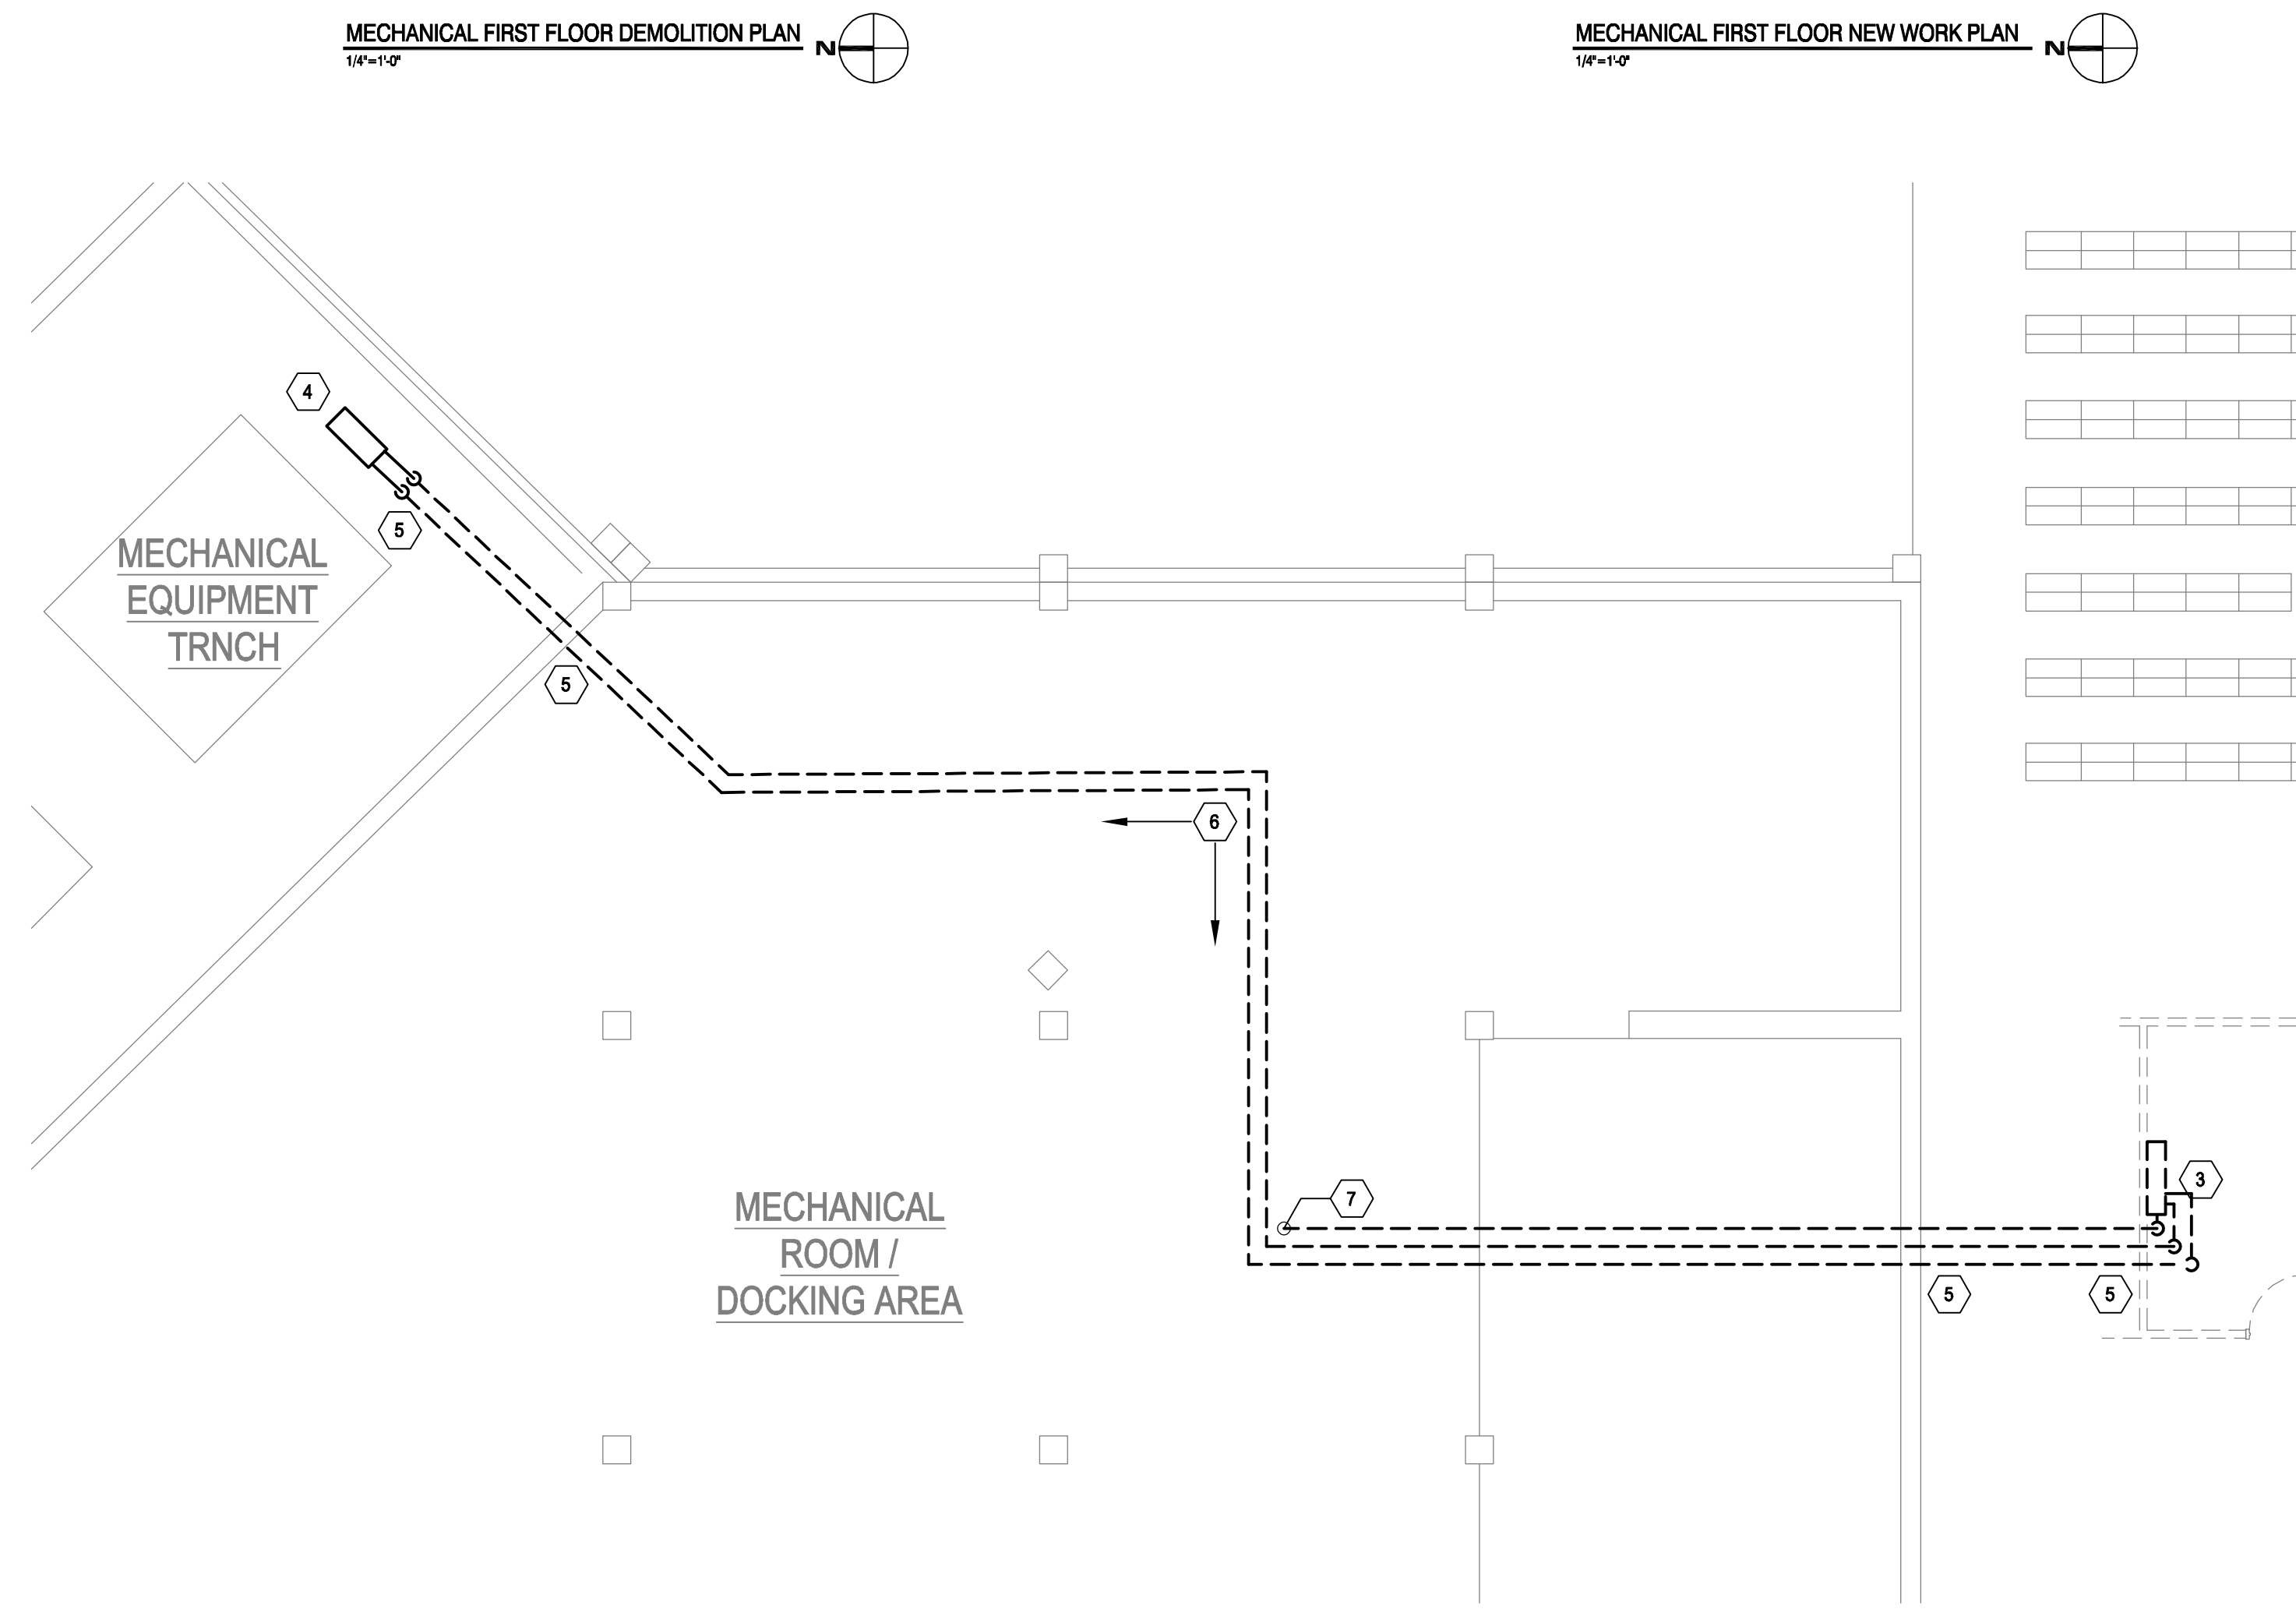 MECHANICAL FIRST FLOOR DEMOLITION PLAN
1/4"=1'-0"
N
MECHANICAL FIRST FLOOR NEW WORK PLAN
1/4"=1'-0"
N
4
5
MECHANICAL
EQUIPMENT
TRNCH
5
6
7
3
MECHANICAL
ROOM /
DOCKING AREA
5
5